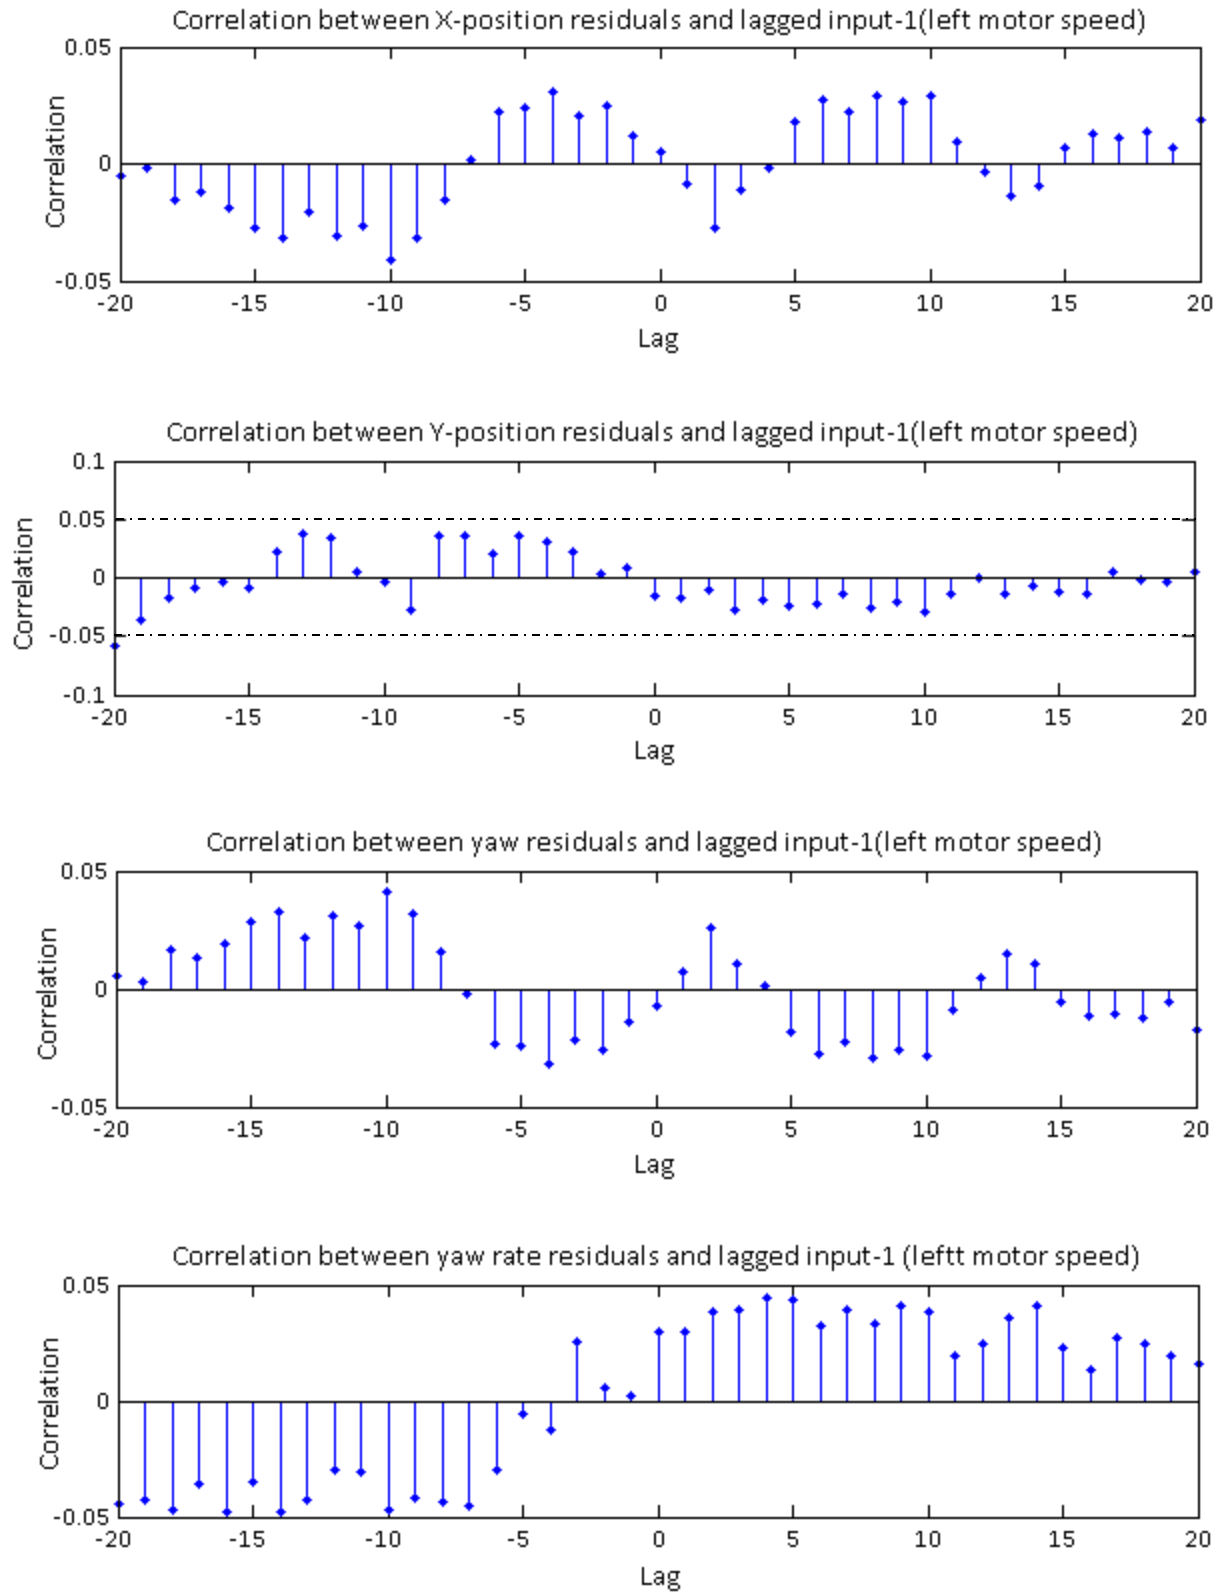 Correlation between X-position residuals and lagged input-1(left motor speed)
0.05
0
-0.05
Correlation
-20 -15 -10 -5 0 5 10 15 20
Lag
Correlation between Y-position residuals and lagged input-1(left motor speed)
0.1
0.05
0
-0.05
-0.1
Correlation
-20 -15 -10 -5 0 5 10 15 20
Lag
Correlation between yaw residuals and lagged input-1(left motor speed)
0.05
0
-0.05
Correlation
-20 -15 -10 -5 0 5 10 15 20
Lag
Correlation between yaw rate residuals and lagged input-1 (leftt motor speed)
0.05
0
-0.05
Correlation
-20 -15 -10 -5 0 5 10 15 20
Lag